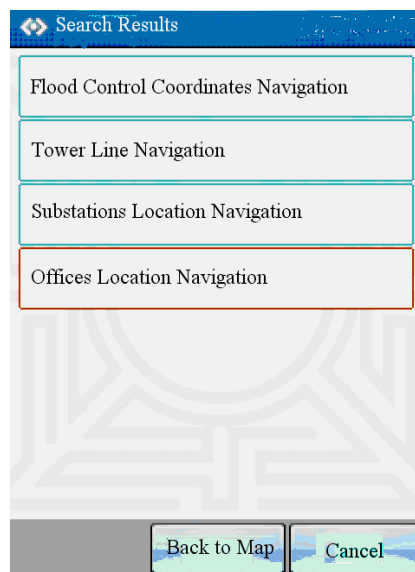 Search Results
Flood Control Coordinates Navigation
Tower Line Navigation
Substations Location Navigation
Offices Location Navigation
Back to Map
Cancel